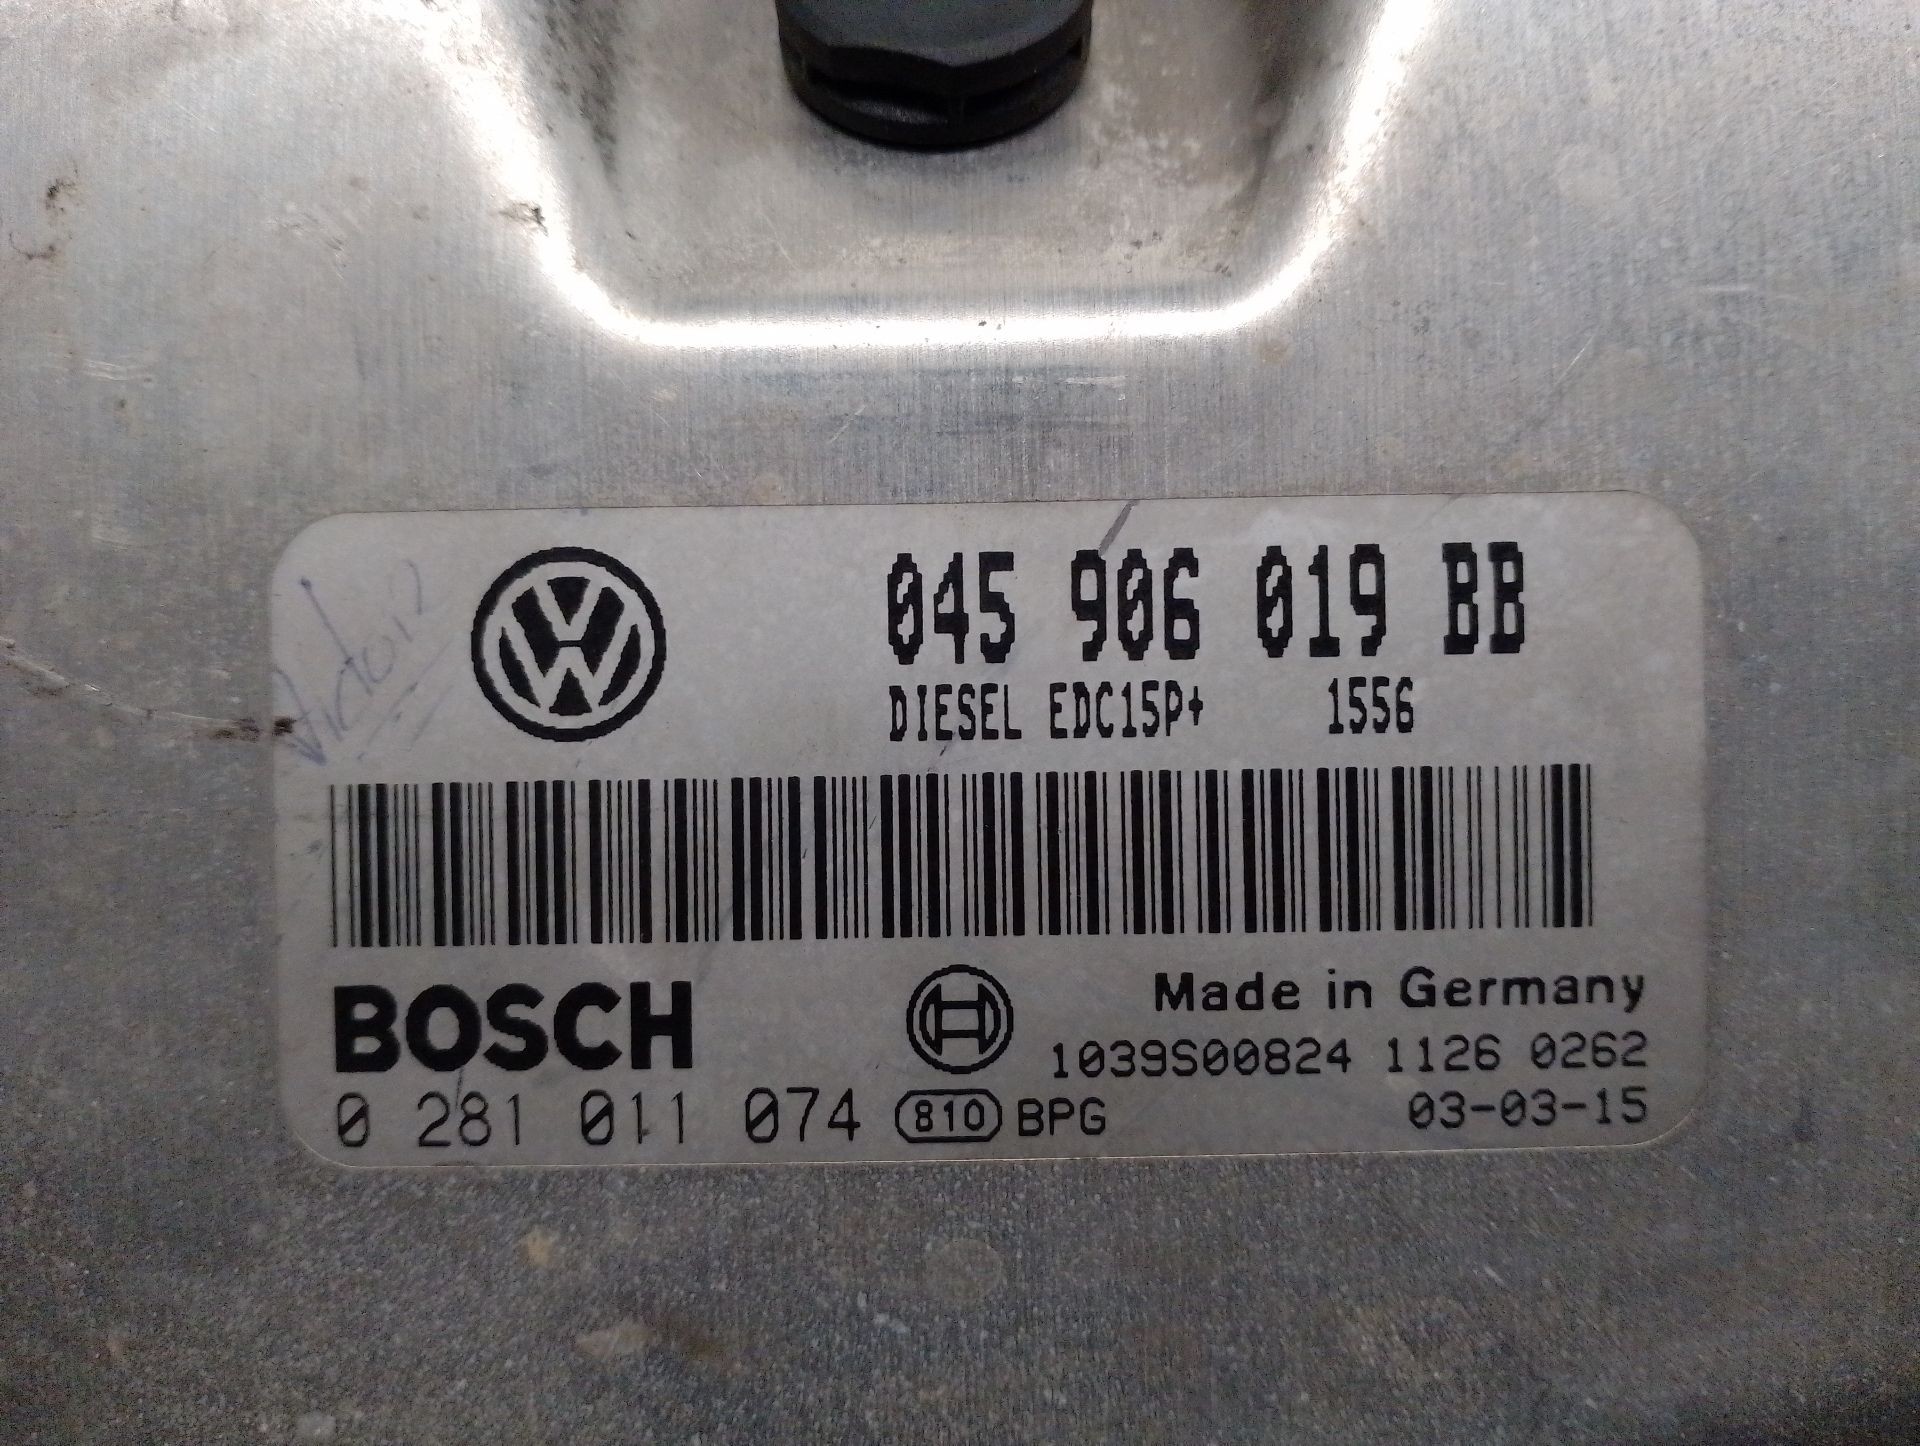 045 906 019 BB
DIESEL EDC15P+ 1556
BOSCH
Made in Germany
1039S00824 1126 0262
0 281 011 074 810 BPG 03-03-15